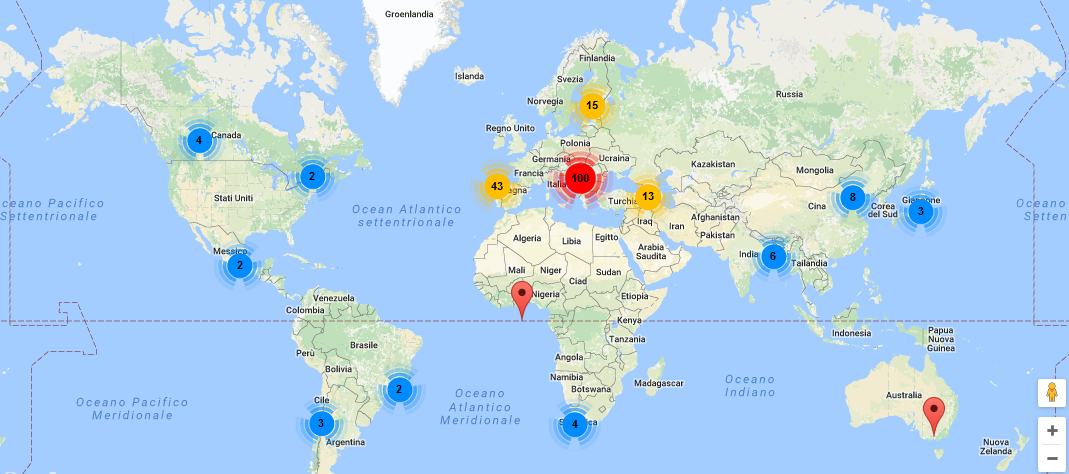 Groenlandia
Islanda
Finlandia
Svezia
Norvegia
15
Russia
Regno Unito
Canada
4
Polonia
Germania
Ucraina
Francia
Kazakistan
Mongolia
2
43
Italia
100
Turchia
13
8
Stati Uniti
Cina
Corea
del Sud
Giappone
3
Oceano Pacifico
Settentrionale
Ocean Atlantico
settentrionale
Iraq
Iran
Afghanistan
Pakistan
Algeria
Libia
Egitto
Arabia
Saudita
India
6
Tailandia
Messico
2
Mali
Niger
Ciad
Sudan
Nigeria
Etiopia
Venezuela
Colombia
Kenya
Tanzania
Indonesia
Papua
Nuova
Guinea
Perù
Brasile
Bolivia
Angola
Namibia
Botswana
Madagascar
Oceano
Indiano
2
Cile
3
Argentina
Oceano Pacifico
Meridionale
Oceano
Atlantico
Meridionale
4
Australia
Nuova
Zelanda
+
−